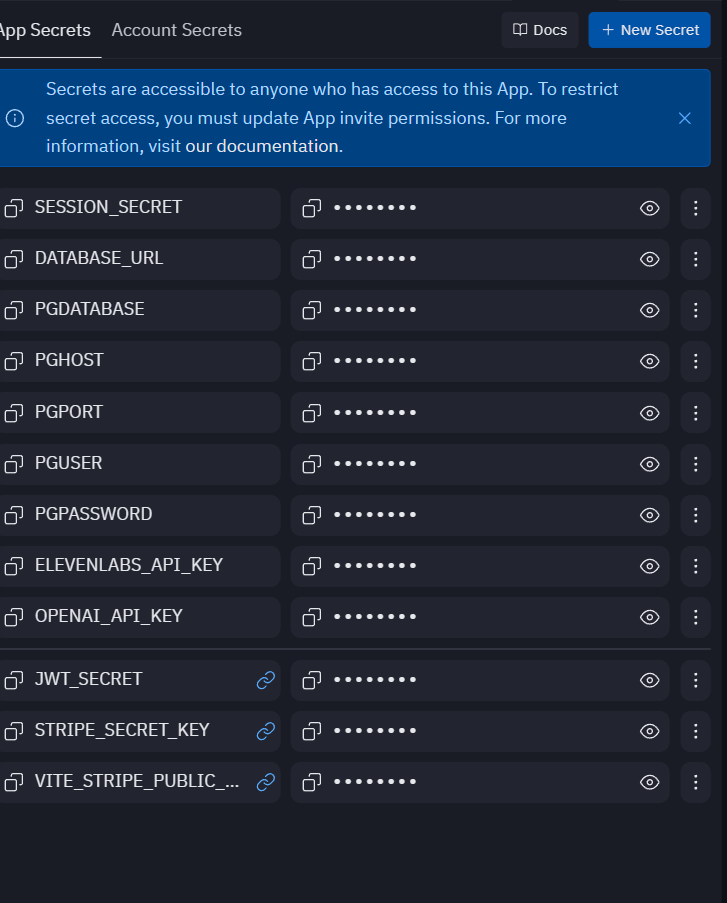 App Secrets Account Secrets Docs + New Secret
Secrets are accessible to anyone who has access to this App. To restrict
secret access, you must update App invite permissions. For more
information, visit our documentation.
SESSION_SECRET ••••••••
DATABASE_URL ••••••••
PGDATABASE ••••••••
PGHOST ••••••••
PGPORT ••••••••
PGUSER ••••••••
PGPASSWORD ••••••••
ELEVENLABS_API_KEY ••••••••
OPENAI_API_KEY ••••••••
JWT_SECRET ••••••••
STRIPE_SECRET_KEY ••••••••
VITE_STRIPE_PUBLIC_... ••••••••